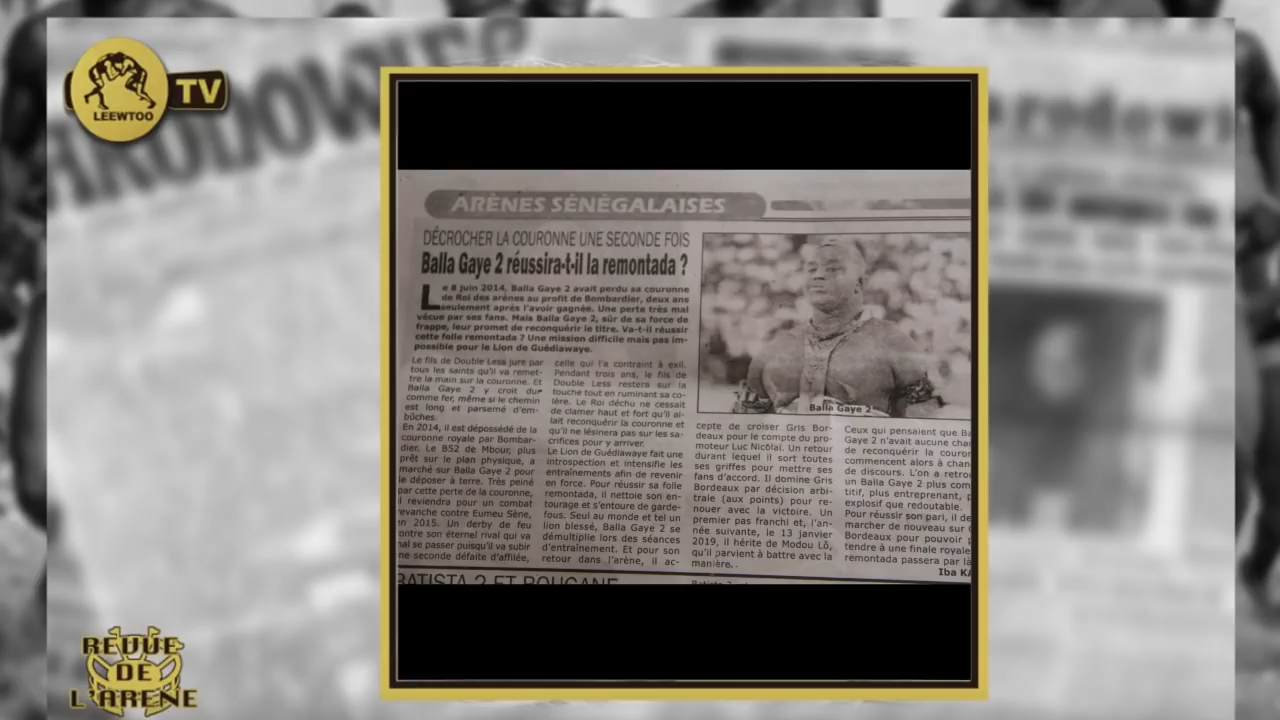 LEEWTOO
TV
ARÈNES SÉNÉGALAISES
DÉCROCHER LA COURONNE UNE SECONDE FOIS
Balla Gaye 2 réussira-t-il la remontada ?
Le 8 juin 2014, Balla Gaye 2 avait perdu sa couronne
de Roi des arènes au profit de Bombardier, deux ans
seulement après l'avoir gagnée. Une perte très mal
vécue par ses fans. Mais Balla Gaye 2, sûr de sa force de
frappe, leur promet de reconquérir le titre. Va-t-il réussir
cette folle remontada ? Une mission difficile mais pas im-
possible pour le Lion de Guédiawaye.
Le fils de Double Less jure par
tous les saints qu'il va remet-
tre la main sur la couronne. Et
Balla Gaye 2 y croit dur
comme fer, même si le chemin
est long et parsemé d'em-
bûches.
En 2014, il est dépossédé de la
couronne royale par Bombar-
dier. Le B52 de Mbour, plus
prêt sur le plan physique, a
marché sur Balla Gaye 2 pour
le déposer à terre. Très peiné
par cette perte de la couronne,
il reviendra pour un combat
revanche contre Eumeu Sène,
en 2015. Un derby de feu
contre son éternel rival qui va
mal se passer puisqu'il va subir
ne seconde défaite d'affilée,
celle qui l'a contraint à exil.
Pendant trois ans, le fils de
Double Less restera sur la
touche tout en ruminant sa co-
lère. Le Roi déchu ne cessait
de clamer haut et fort qu'il al-
lait reconquérir la couronne et
qu'il ne lésinera pas sur les sa-
crifices pour y arriver.
Le Lion de Guédiawaye fait une
introspection et intensifie les
entraînements afin de revenir
en force. Pour réussir sa folle
remontada, il nettoie son en-
tourage et s'entoure de garde-
fous. Seul au monde et tel un
lion blessé, Balla Gaye 2 se
démultiplie lors des séances
d'entraînement. Et pour son
retour dans l'arène, il ac-
Balla Gaye 2
cepte de croiser Gris Bor-
deaux pour le compte du pro-
moteur Luc Nicolaï. Un retour
durant lequel il sort toutes
ses griffes pour mettre ses
fans d'accord. Il domine Gris
Bordeaux par décision arbi-
trale (aux points) pour re-
nouer avec la victoire. Un
premier pas franchi et, l'an-
née suivante, le 13 janvier
2019, il hérite de Modou Lô,
qu'il parvient à battre avec la
manière.
Ceux qui pensaient que Ba
Gaye 2 n'avait aucune chan
de reconquérir la couron
commencent alors à chan
de discours. L'on a retrou
un Balla Gaye 2 plus com
titif, plus entreprenant, p
explosif que redoutable.
Pour réussir son pari, il de
marcher de nouveau sur G
Bordeaux pour pouvoir p
tendre à une finale royale
remontada passera par là
Iba KA
BATISTA 2 ET BOUGANE
REVUE
DE
L'ARENE